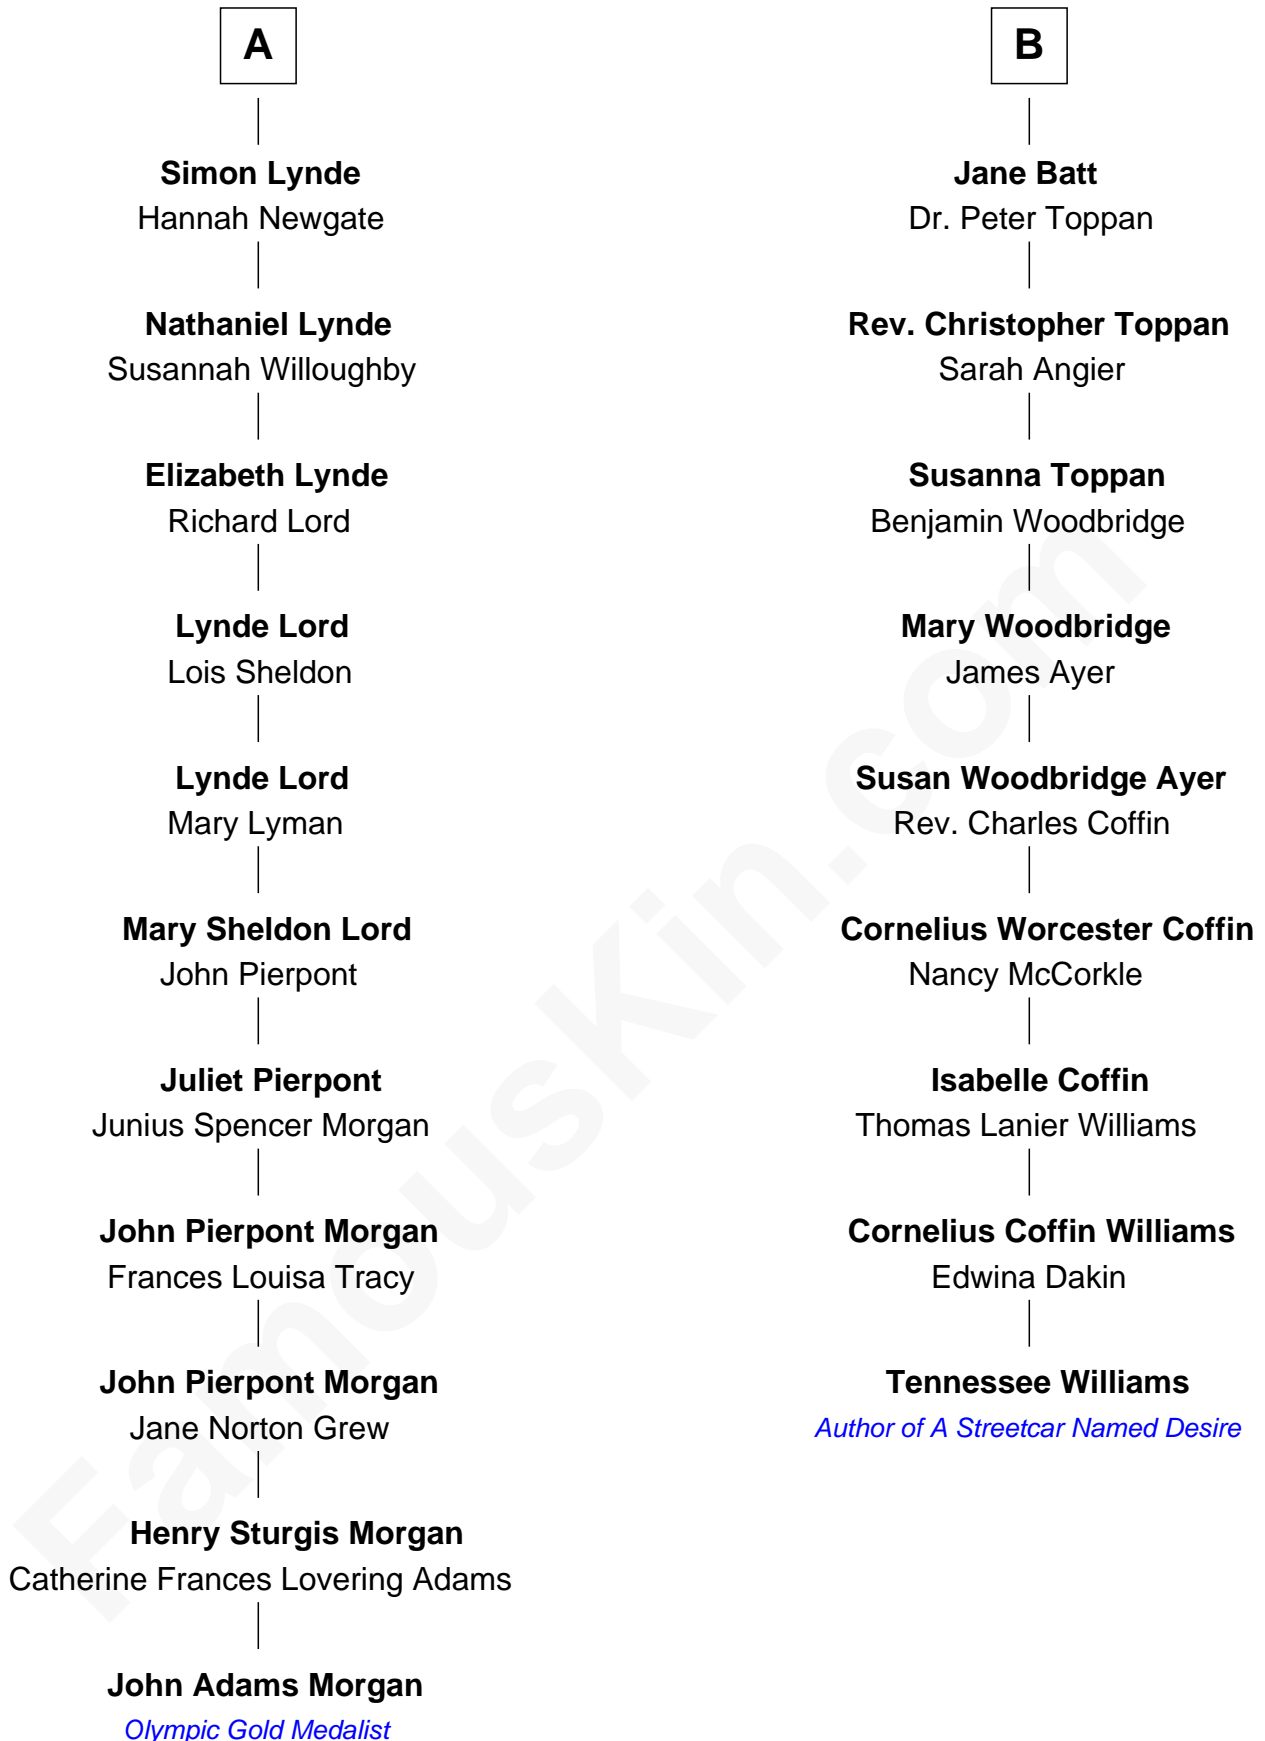 A
Simon Lynde
Hannah Newgate
Nathaniel Lynde
Susannah Willoughby
Elizabeth Lynde
Richard Lord
Lynde Lord
Lois Sheldon
Lynde Lord
Mary Lyman
Mary Sheldon Lord
John Pierpont
Juliet Pierpont
Junius Spencer Morgan
John Pierpont Morgan
Frances Louisa Tracy
John Pierpont Morgan
Jane Norton Grew
Henry Sturgis Morgan
Catherine Frances Lovering Adams
John Adams Morgan
Olympic Gold Medalist
B
Jane Batt
Dr. Peter Toppan
Rev. Christopher Toppan
Sarah Angier
Susanna Toppan
Benjamin Woodbridge
Mary Woodbridge
James Ayer
Susan Woodbridge Ayer
Rev. Charles Coffin
Cornelius Worcester Coffin
Nancy McCorkle
Isabelle Coffin
Thomas Lanier Williams
Cornelius Coffin Williams
Edwina Dakin
Tennessee Williams
Author of A Streetcar Named Desire
FamousKin.com